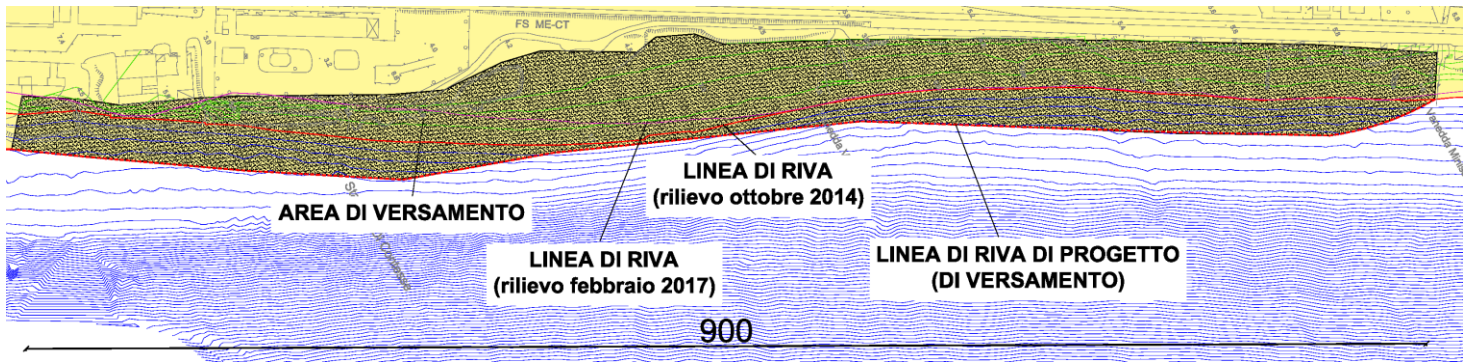 FS ME-CT
AREA DI VERSAMENTO
LINEA DI RIVA
(rilievo ottobre 2014)
LINEA DI RIVA
(rilievo febbraio 2017)
LINEA DI RIVA DI PROGETTO
(DI VERSAMENTO)
900